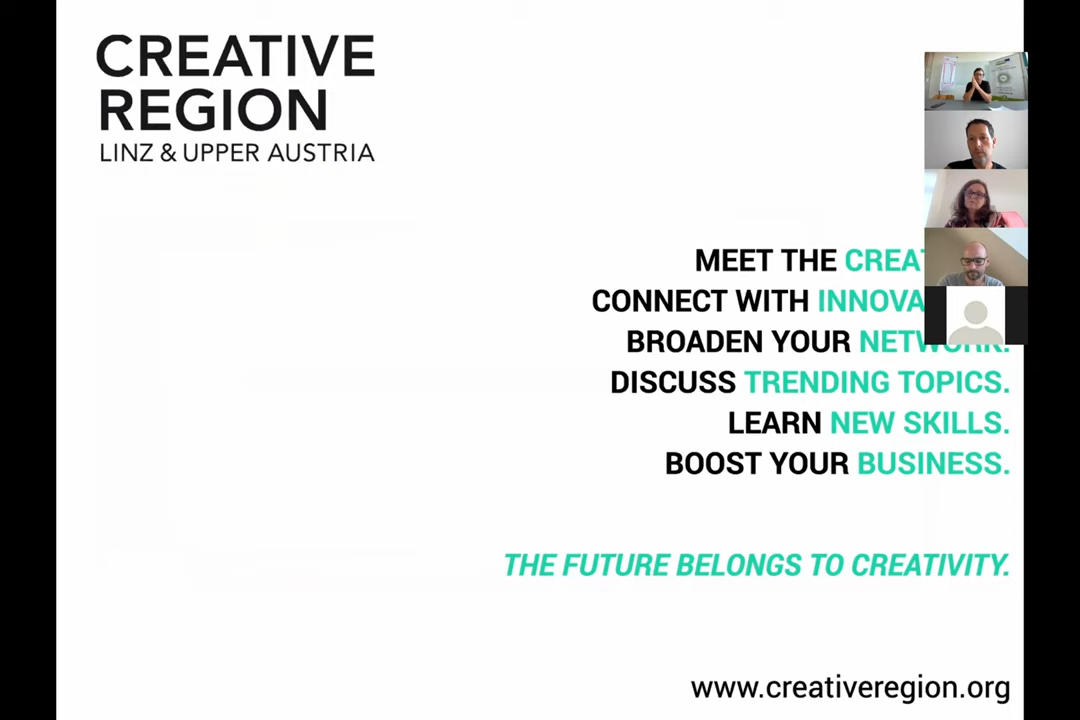 CREATIVE
REGION
LINZ & UPPER AUSTRIA
MEET THE
CONNECT WITH
BROADEN YOUR NETWORK.
DISCUSS TRENDING TOPICS.
LEARN NEW SKILLS.
BOOST YOUR BUSINESS.
THE FUTURE BELONGS TO CREATIVITY.
www.creativeregion.org